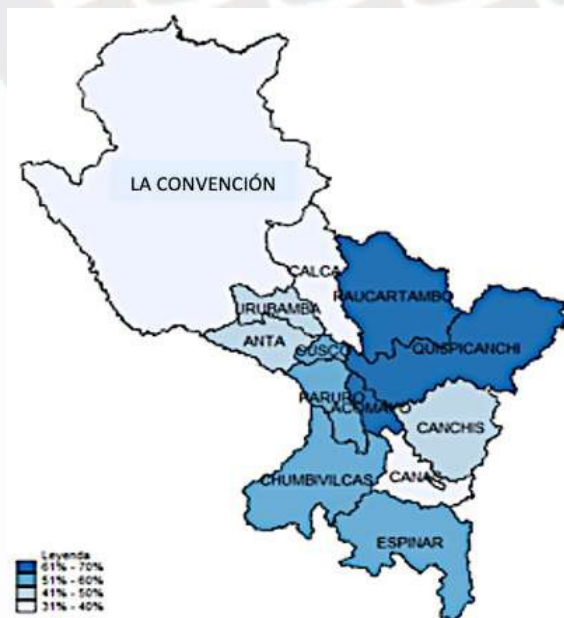 LA CONVENCIÓN
CALCA
PAUCARTAMBO
URUBAMBA
ANTA
CUSCO
QUISPICANCHI
PARURO
ACOMAYO
CANCHIS
CANAS
CHUMBIVILCAS
ESPINAR
Leyenda
61% - 70%
51% - 60%
41% - 50%
31% - 40%